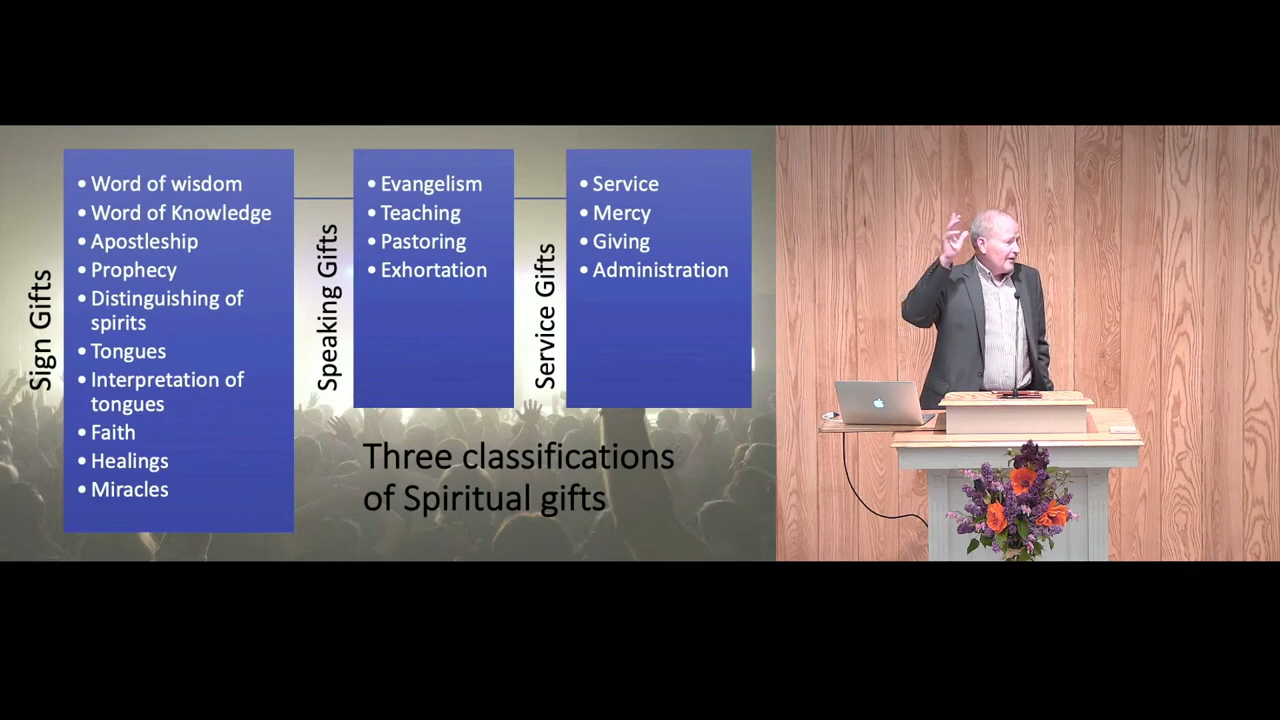 Sign Gifts
• Word of wisdom
• Word of Knowledge
• Apostleship
• Prophecy
• Distinguishing of
spirits
• Tongues
• Interpretation of
tongues
• Faith
• Healings
• Miracles
Speaking Gifts
• Evangelism
• Teaching
• Pastoring
• Exhortation
Service Gifts
• Service
• Mercy
• Giving
• Administration
Three classifications
of Spiritual gifts